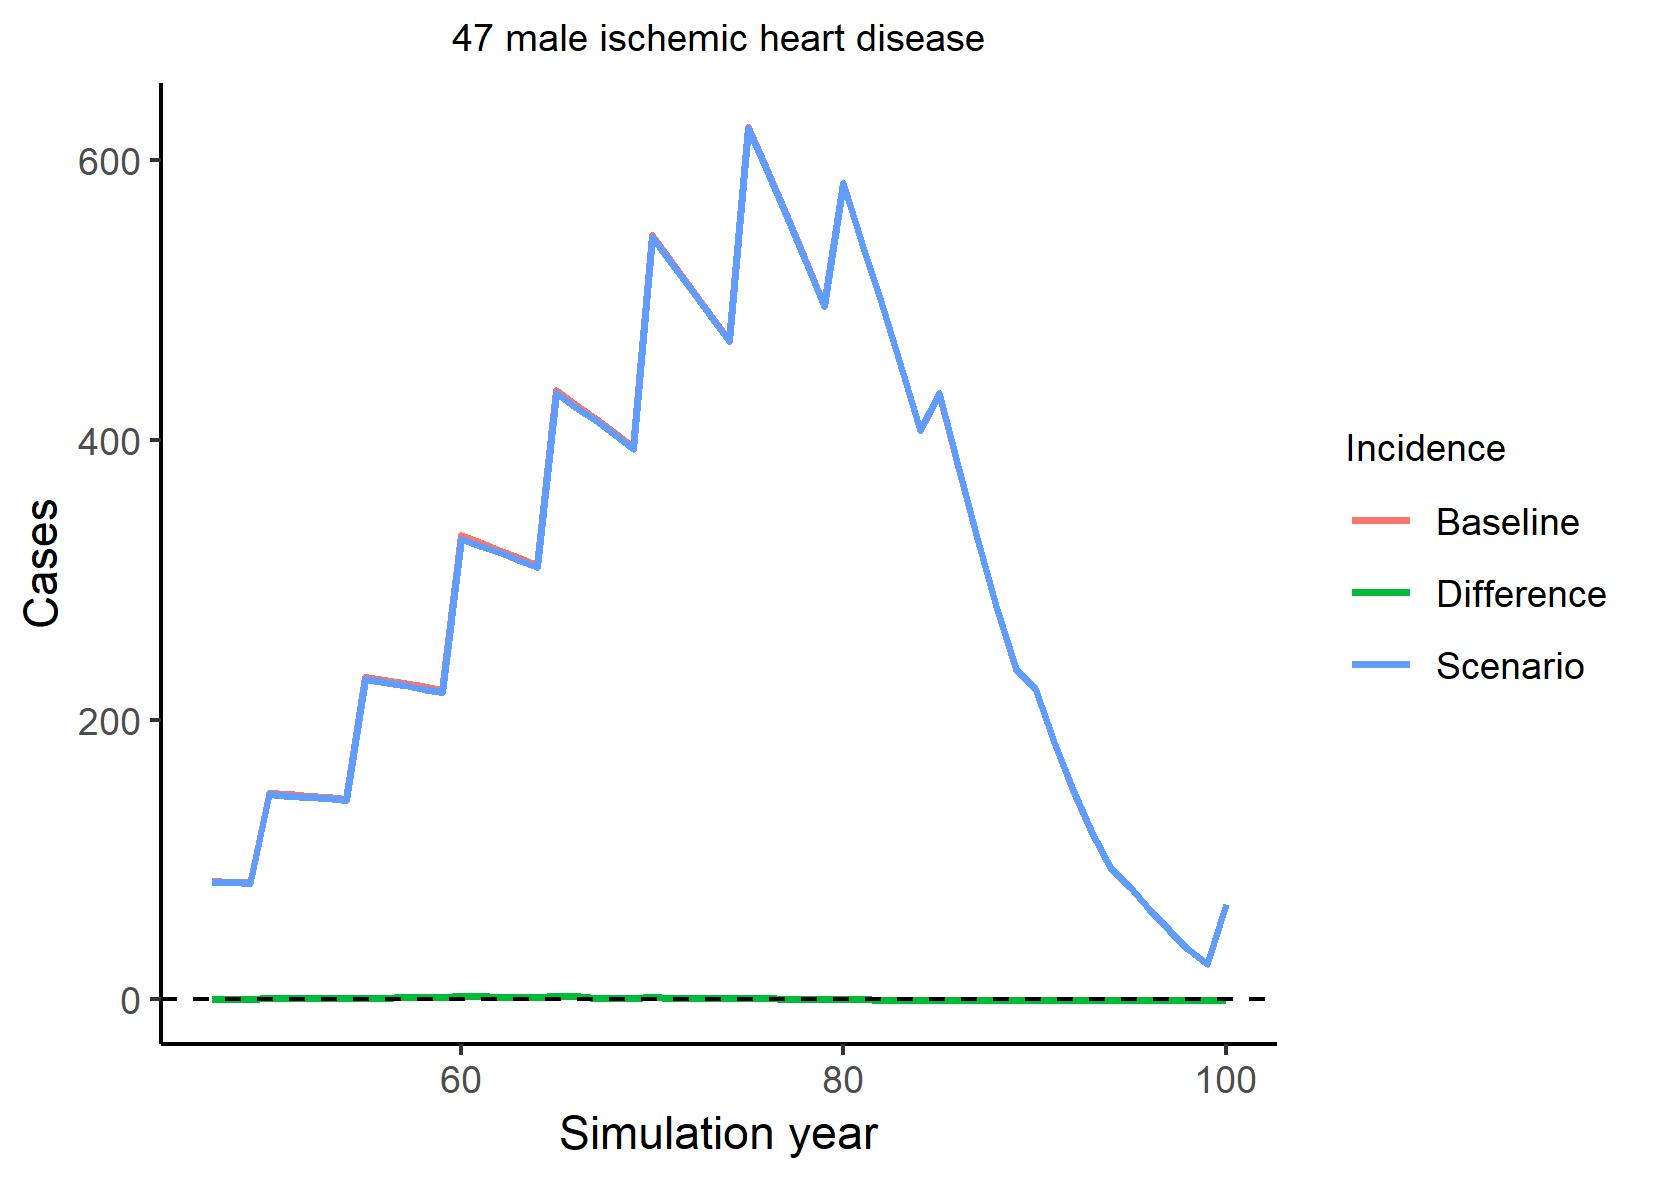 47 male ischemic heart disease
600
400
200
0
Cases
60 80 100
Simulation year
Incidence
Baseline
Difference
Scenario